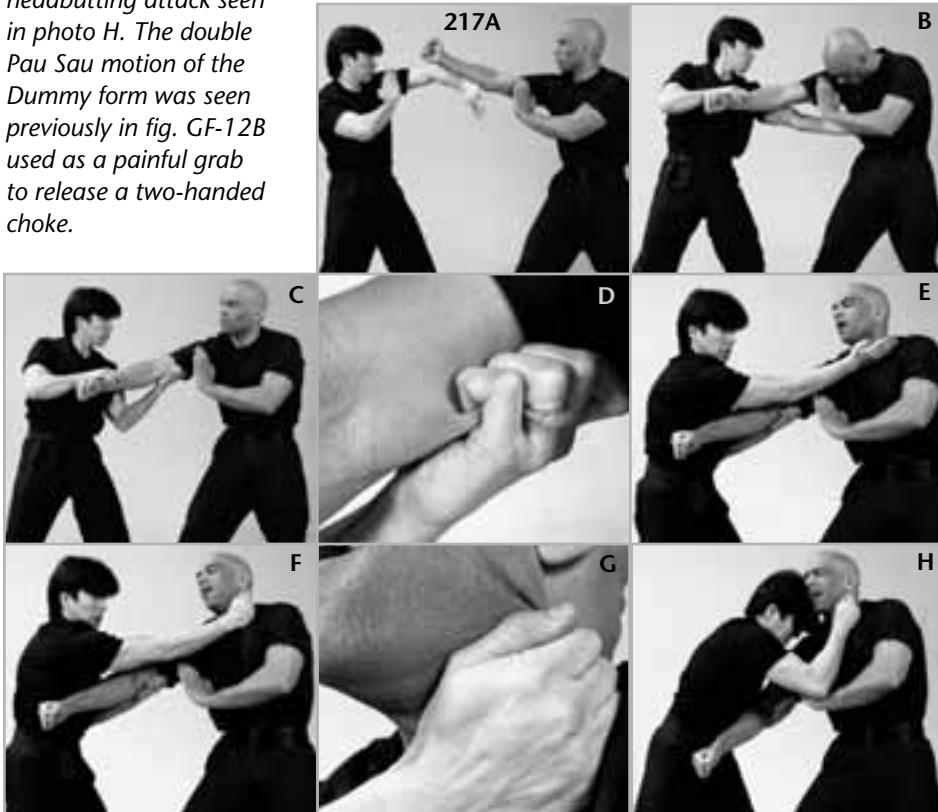 headbutting attack seen
in photo H. The double
Pau Sau motion of the
Dummy form was seen
previously in fig. GF-12B
used as a painful grab
to release a two-handed
choke.
217A
B
C
D
E
F
G
H